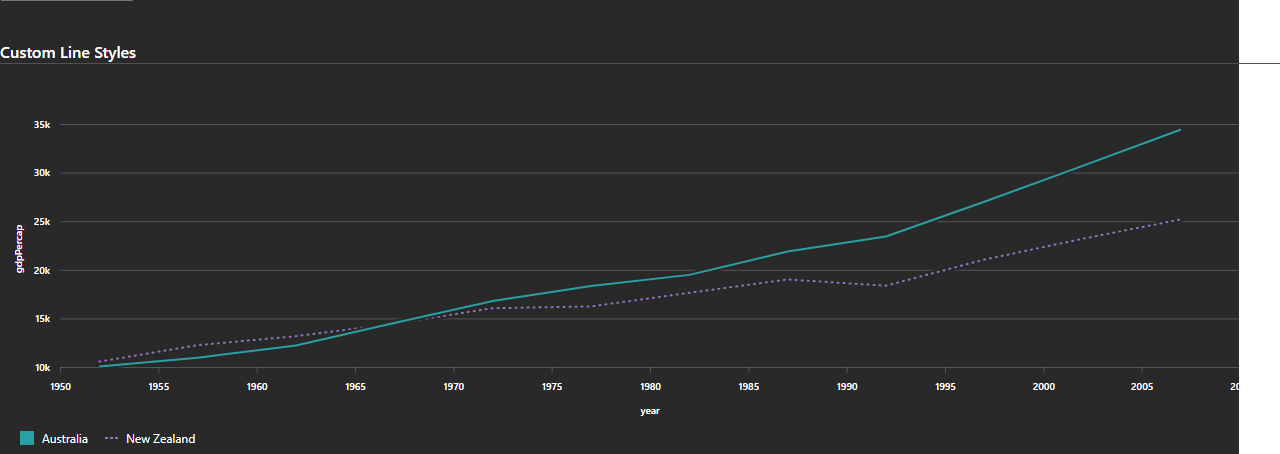 Custom Line Styles
35k
30k
25k
20k
15k
10k
gdpPercap
1950 1955 1960 1965 1970 1975 1980 1985 1990 1995 2000 2005
year
Australia New Zealand